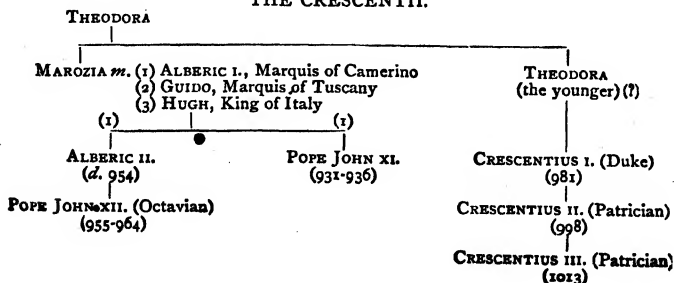 THE CRESCENTII.
THEODORA
MAROZIA m. (1) ALBERIC I., Marquis of Camerino
(2) GUIDO, Marquis of Tuscany
(3) HUGH, King of Italy
THEODORA
(the younger) (?)
(1) (1)
ALBERIC II.
(d. 954)
POPE JOHN XI.
(931-936)
CRESCENTIUS I. (Duke)
(981)
POPE JOHN XII. (Octavian)
(955-964)
CRESCENTIUS II. (Patrician)
(998)
CRESCENTIUS III. (Patrician)
(1013)